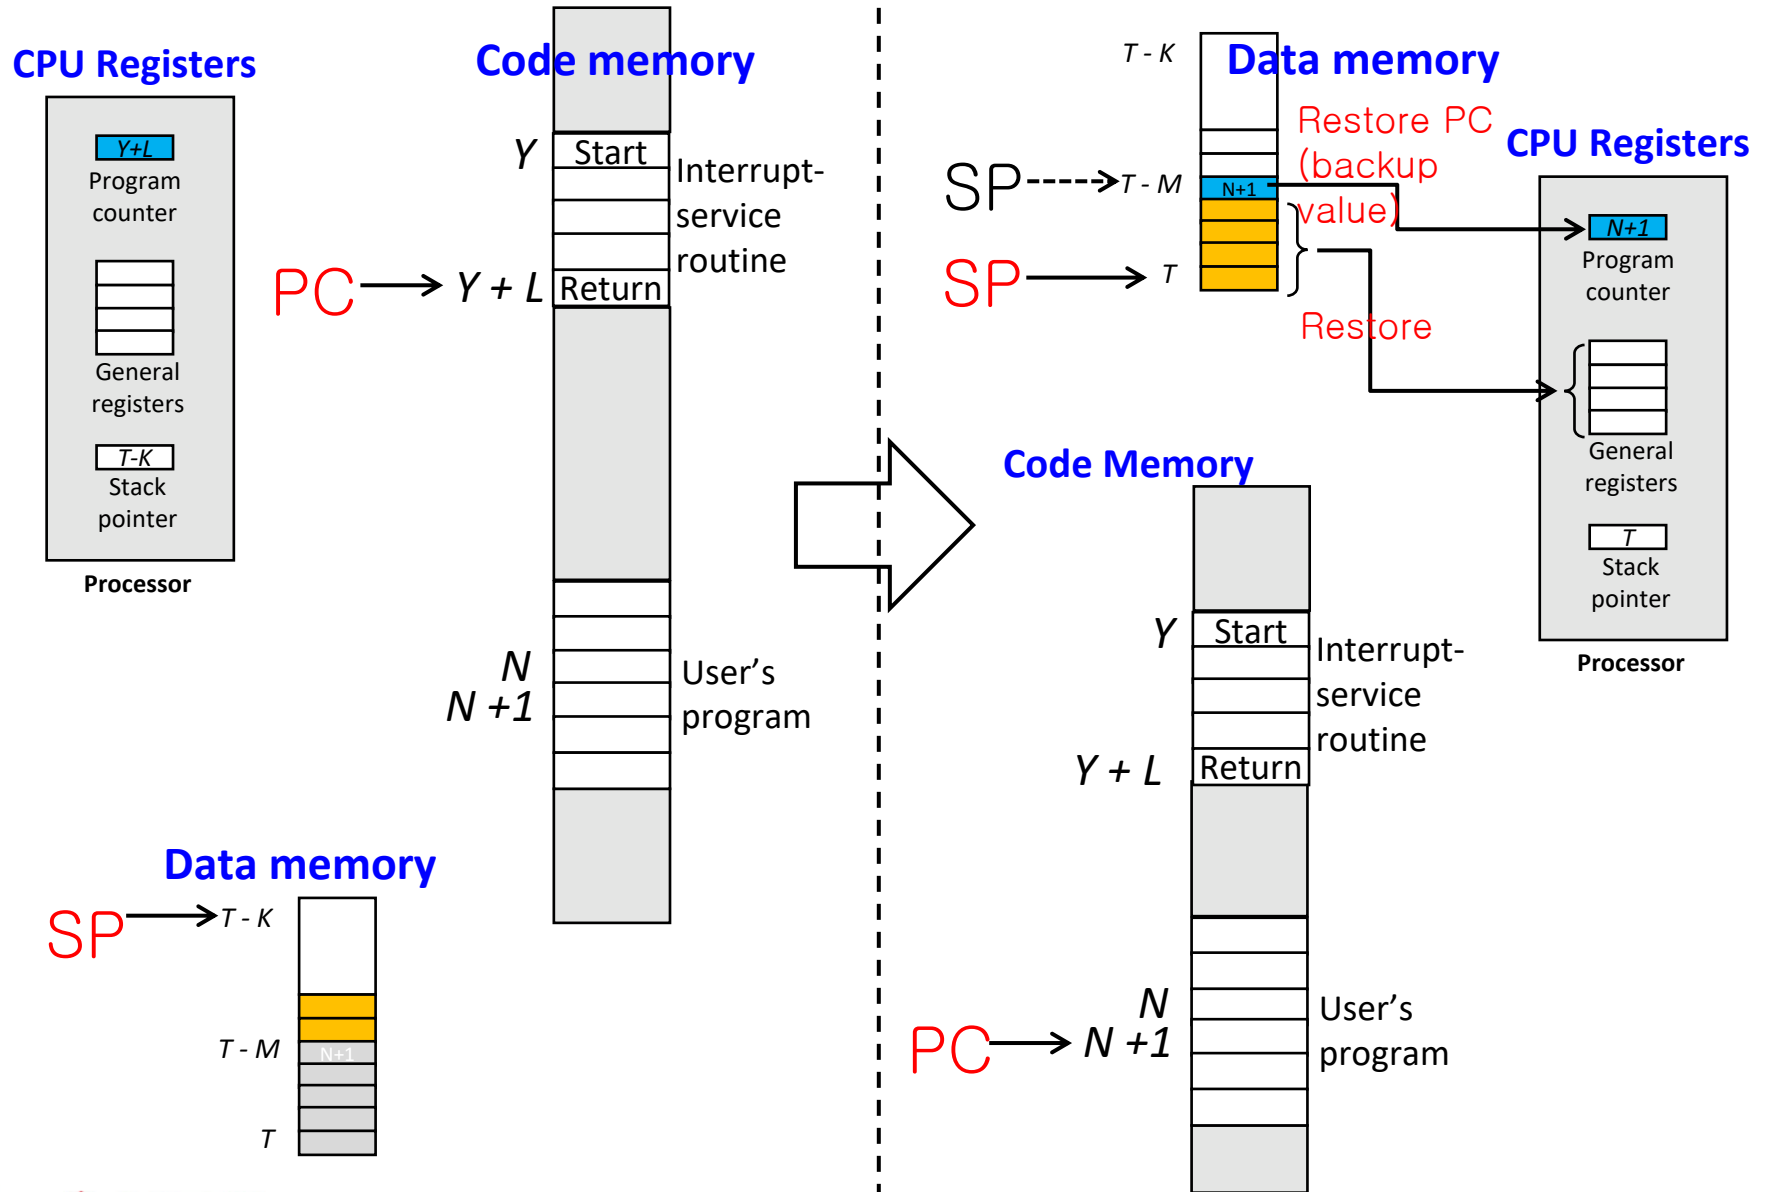 CPU Registers
Y+L
Program
counter
General
registers
T-K
Stack
pointer
Processor
Code memory
Y
Start
Interrupt-
service
routine
PC
Y + L
Return
N
N +1
User's
program
Data memory
SP
T - K
T - M
N+1
T
Data memory
T - K
Restore PC
(backup
value)
SP
T - M
N+1
SP
T
Restore
CPU Registers
N+1
Program
counter
General
registers
T
Stack
pointer
Processor
Code Memory
Y
Start
Interrupt-
service
routine
Y + L
Return
N
PC
N +1
User's
program